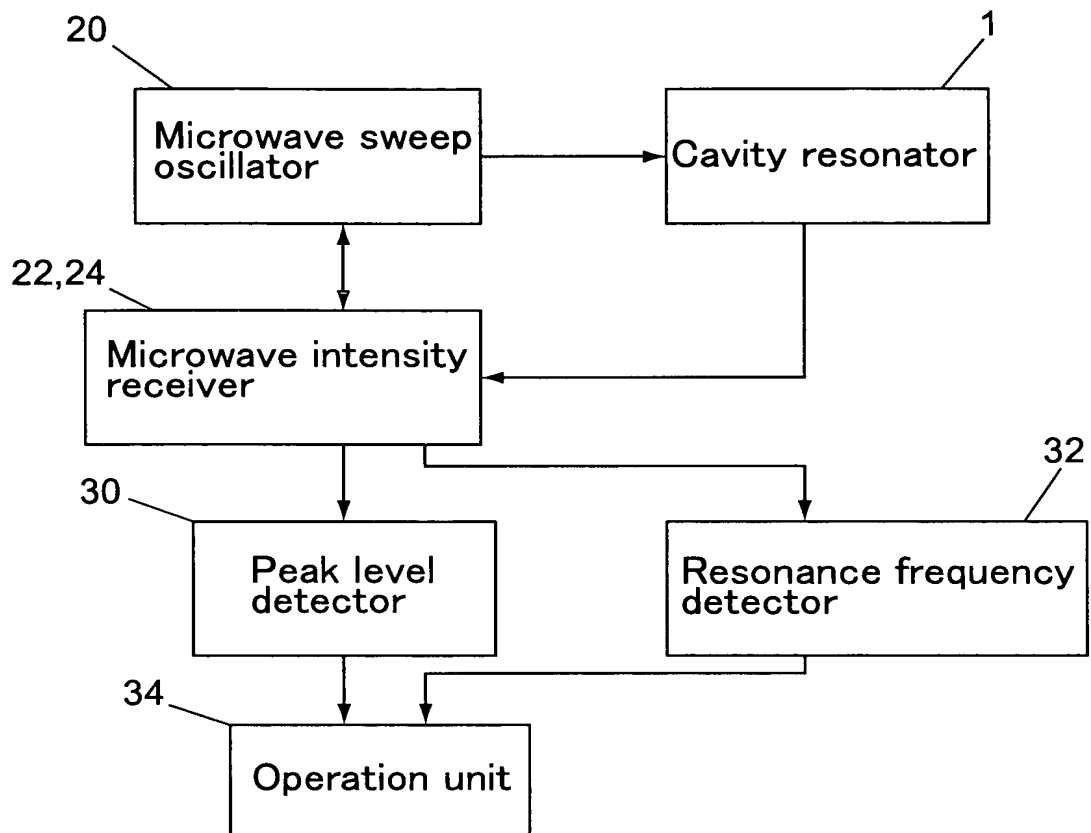 20
1
Microwave sweep
oscillator
Cavity resonator
22,24
Microwave intensity
receiver
30
32
Peak level
detector
Resonance frequency
detector
34
Operation unit